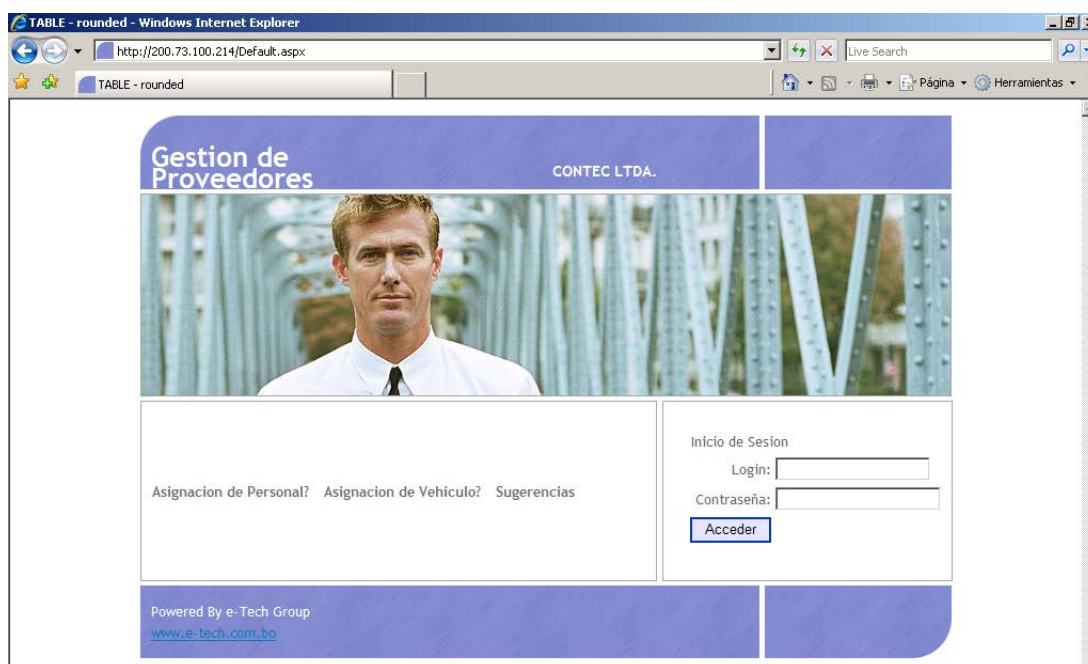 TABLE - rounded - Windows Internet Explorer
http://200.73.100.214/Default.aspx
Live Search
TABLE - rounded
Página
Herramientas
Gestion de
Proveedores
CONTEC LTDA.
Inicio de Sesion
Login:
Contraseña:
Acceder
Asignacion de Personal? Asignacion de Vehiculo? Sugerencias
Powered By e-Tech Group
www.e-tech.com.bo